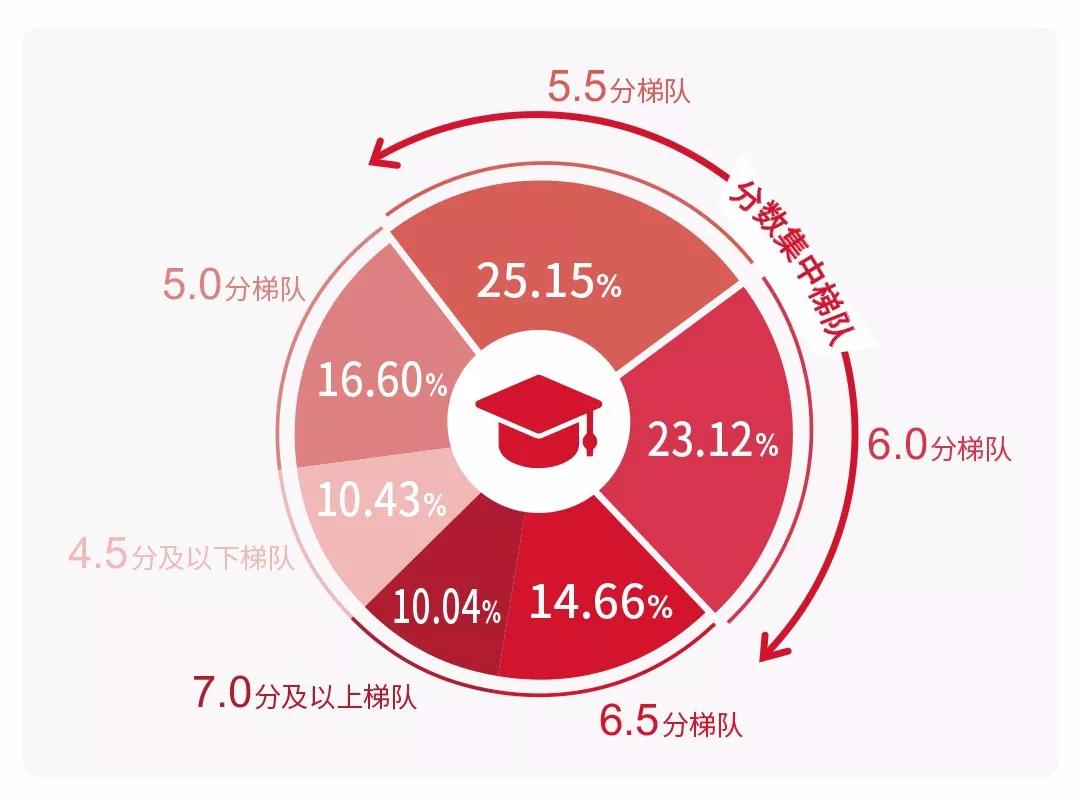 5.5分梯队
分数集中梯队
25.15%
5.0分梯队
16.60%
23.12%
6.0分梯队
10.43%
4.5分及以下梯队
10.04%
14.66%
7.0分及以上梯队
6.5分梯队